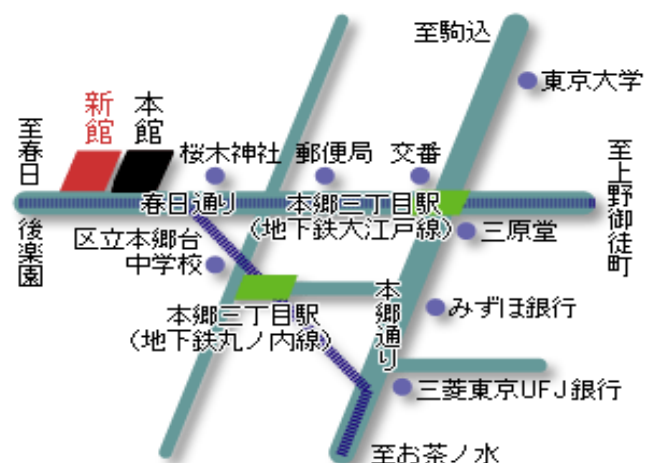 至駒込
東京大学
新館
本館
至春日
後楽園
桜木神社
郵便局
交番
至上野御徒町
春日通り
本郷三丁目駅
(地下鉄大江戸線)
三原堂
区立本郷台
中学校
本郷三丁目駅
(地下鉄丸ノ内線)
本郷通り
みずほ銀行
三菱東京UFJ銀行
至お茶ノ水